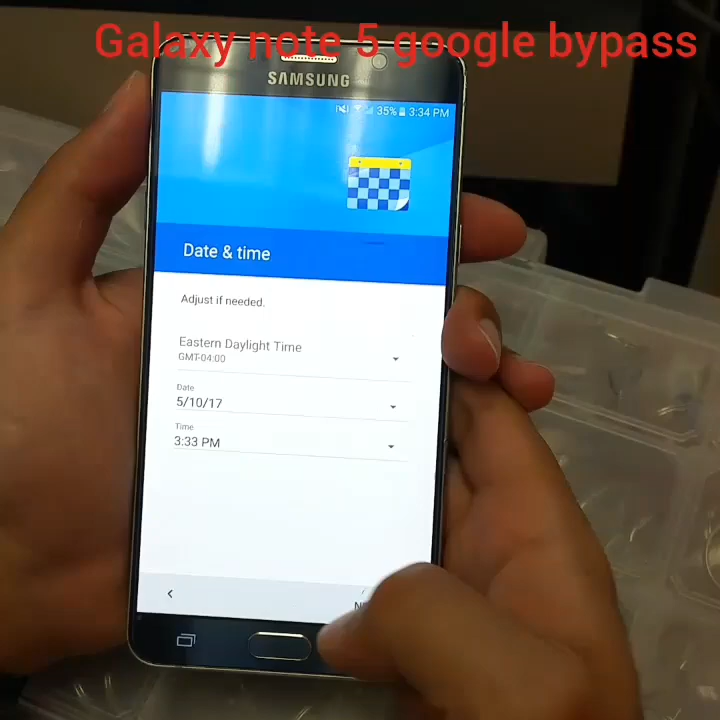 Galaxy note 5 google bypass
SAMSUNG
35% 3:34 PM
Date & time
Adjust if needed.
Eastern Daylight Time
GMT-04:00
Date
5/10/17
Time
3:33 PM